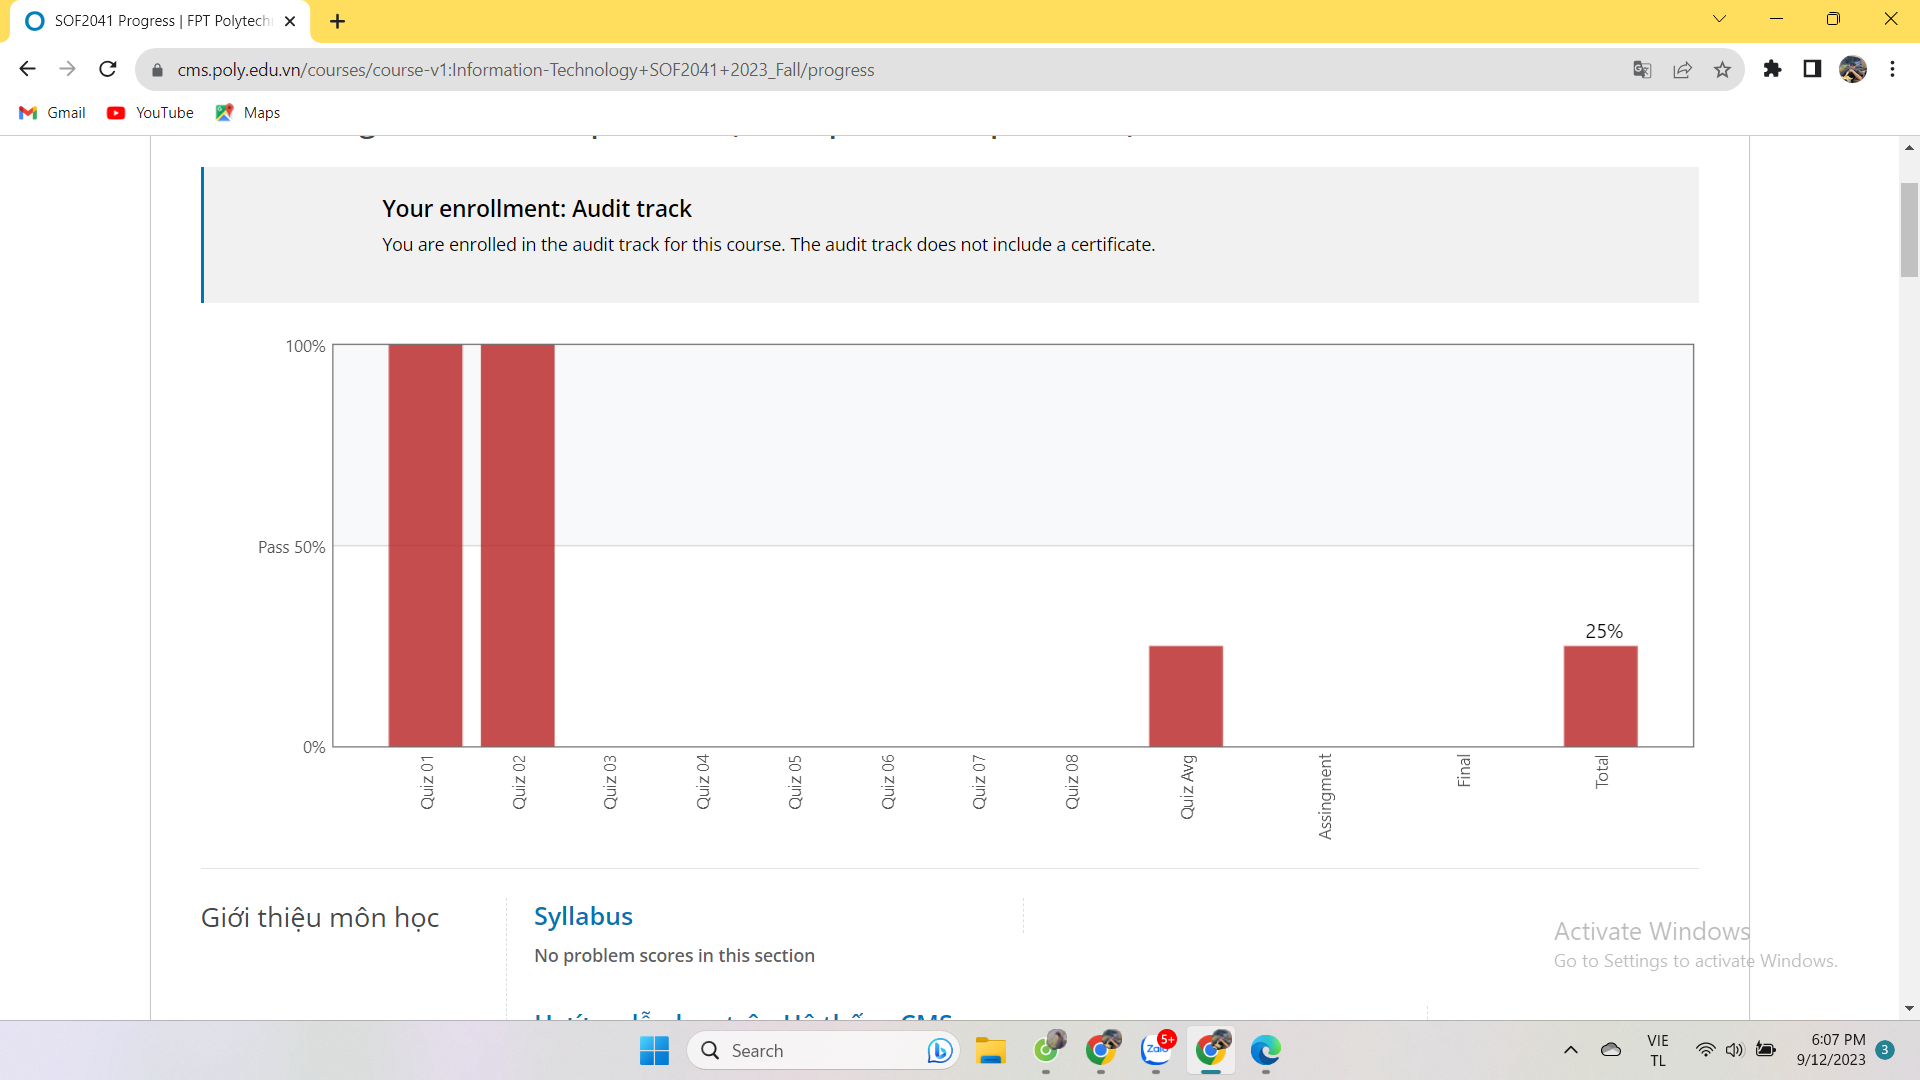 SOF2041 Progress | FPT Polytechn
cms.poly.edu.vn/courses/course-v1:Information-Technology+SOF2041+2023_Fall/progress
Gmail
YouTube
Maps
Your enrollment: Audit track
You are enrolled in the audit track for this course. The audit track does not include a certificate.
100%
Pass 50%
0%
25%
Quiz 01
Quiz 02
Quiz 03
Quiz 04
Quiz 05
Quiz 06
Quiz 07
Quiz 08
Quiz Avg
Assingment
Final
Total
Giới thiệu môn học
Syllabus
No problem scores in this section
Activate Windows
Go to Settings to activate Windows.
Search
Zalo
5+
VIE
TL
6:07 PM
9/12/2023
3